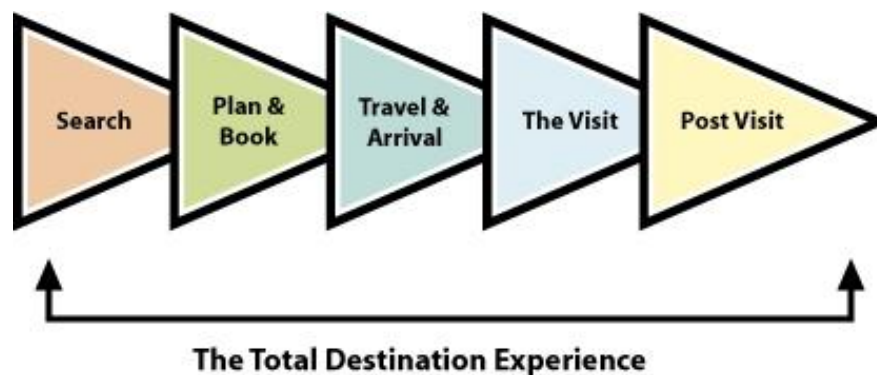 Search
Plan &
Book
Travel &
Arrival
The Visit
Post Visit
The Total Destination Experience